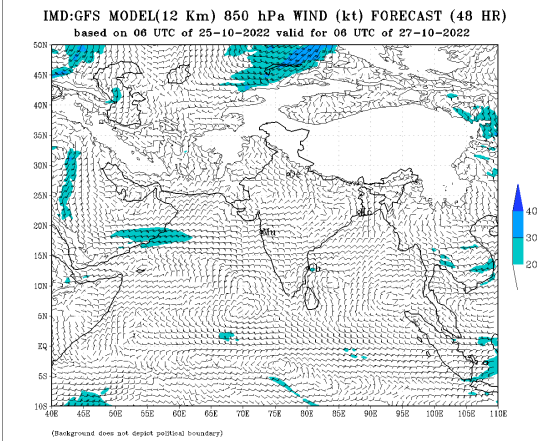 IMD:GFS MODEL(12 Km) 850 hPa WIND (kt) FORECAST (48 HR)
based on 06 UTC of 25-10-2022 valid for 06 UTC of 27-10-2022
50N
45N
40N
35N
30N
25N
20N
15N
10N
5N
EQ
5S
10S
40E 45E 50E 55E 60E 65E 70E 75E 80E 85E 90E 95E 100E 105E 110E
40
30
20
(Background does not depict political boundary)